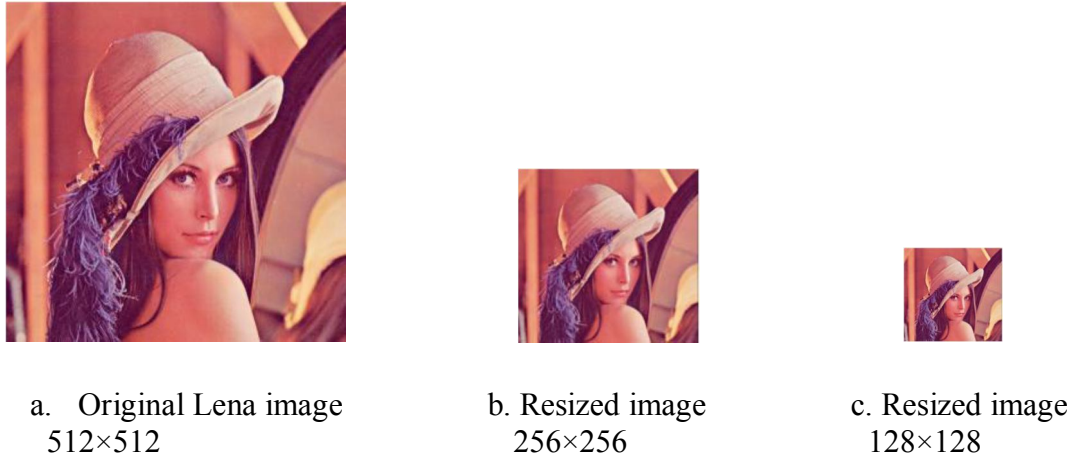 a. Original Lena image
512×512
b. Resized image
256×256
c. Resized image
128×128